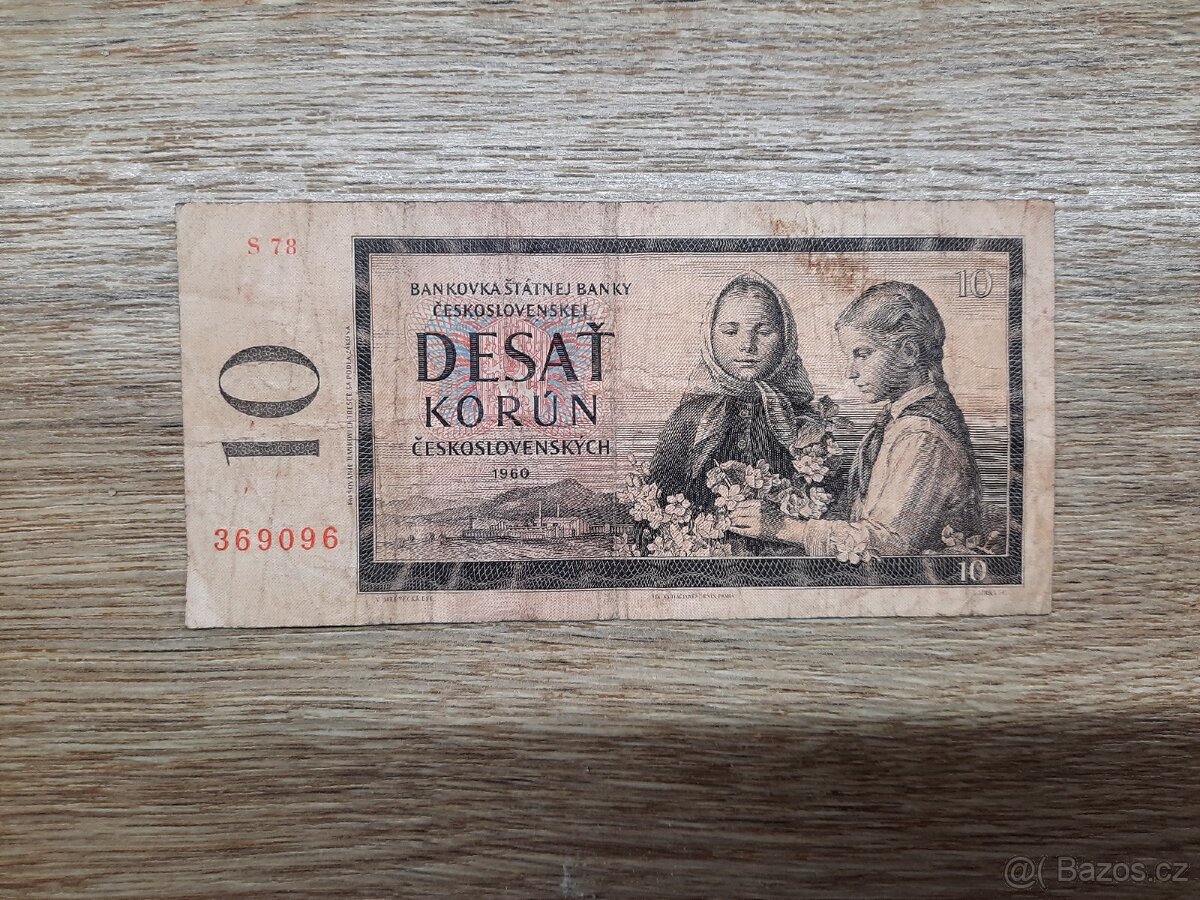 S 78
10
369096
BANKOVKA ŠTÁTNEJ BANKY
ČESKOSLOVENSKEJ
DESAŤ
KORÚN
ČESKOSLOVENSKÝCH
1960
10
10
@( Bazos.cz